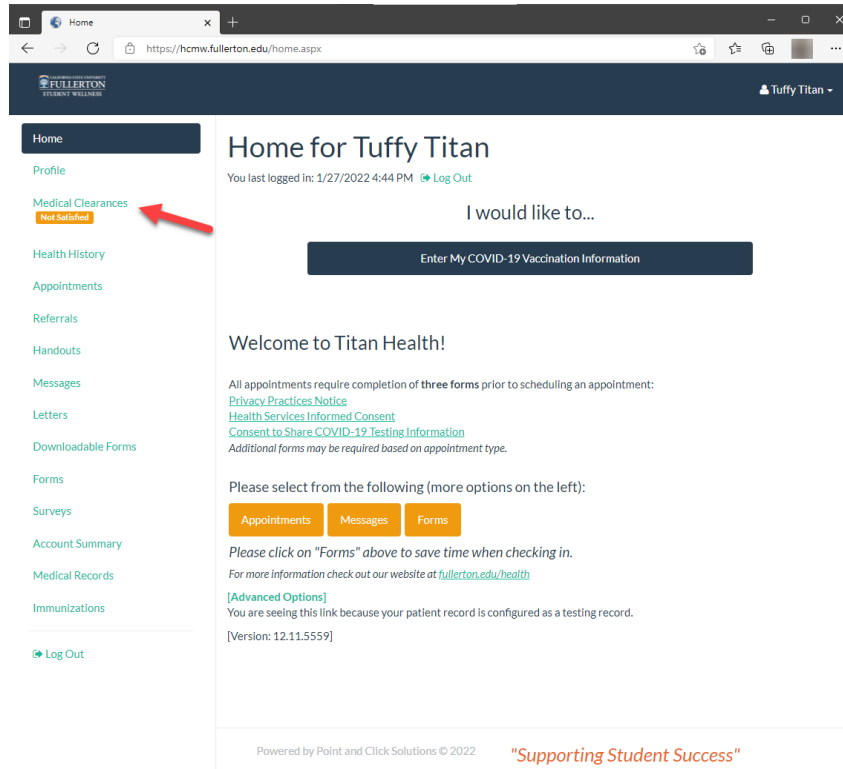 Home
https://hcmw.fullerton.edu/home.aspx
CALIFORNIA STATE UNIVERSITY
FULLERTON
STUDENT WELLNESS
Tuffy Titan
Home
Profile
Medical Clearances
Not Satisfied
Health History
Appointments
Referrals
Handouts
Messages
Letters
Downloadable Forms
Forms
Surveys
Account Summary
Medical Records
Immunizations
Log Out
Home for Tuffy Titan
You last logged in: 1/27/2022 4:44 PM Log Out
I would like to...
Enter My COVID-19 Vaccination Information
Welcome to Titan Health!
All appointments require completion of three forms prior to scheduling an appointment:
Privacy Practices Notice
Health Services Informed Consent
Consent to Share COVID-19 Testing Information
Additional forms may be required based on appointment type.
Please select from the following (more options on the left):
Appointments Messages Forms
Please click on "Forms" above to save time when checking in.
For more information check out our website at fullerton.edu/health
[Advanced Options]
You are seeing this link because your patient record is configured as a testing record.
[Version: 12.11.5559]
Powered by Point and Click Solutions © 2022 "Supporting Student Success"